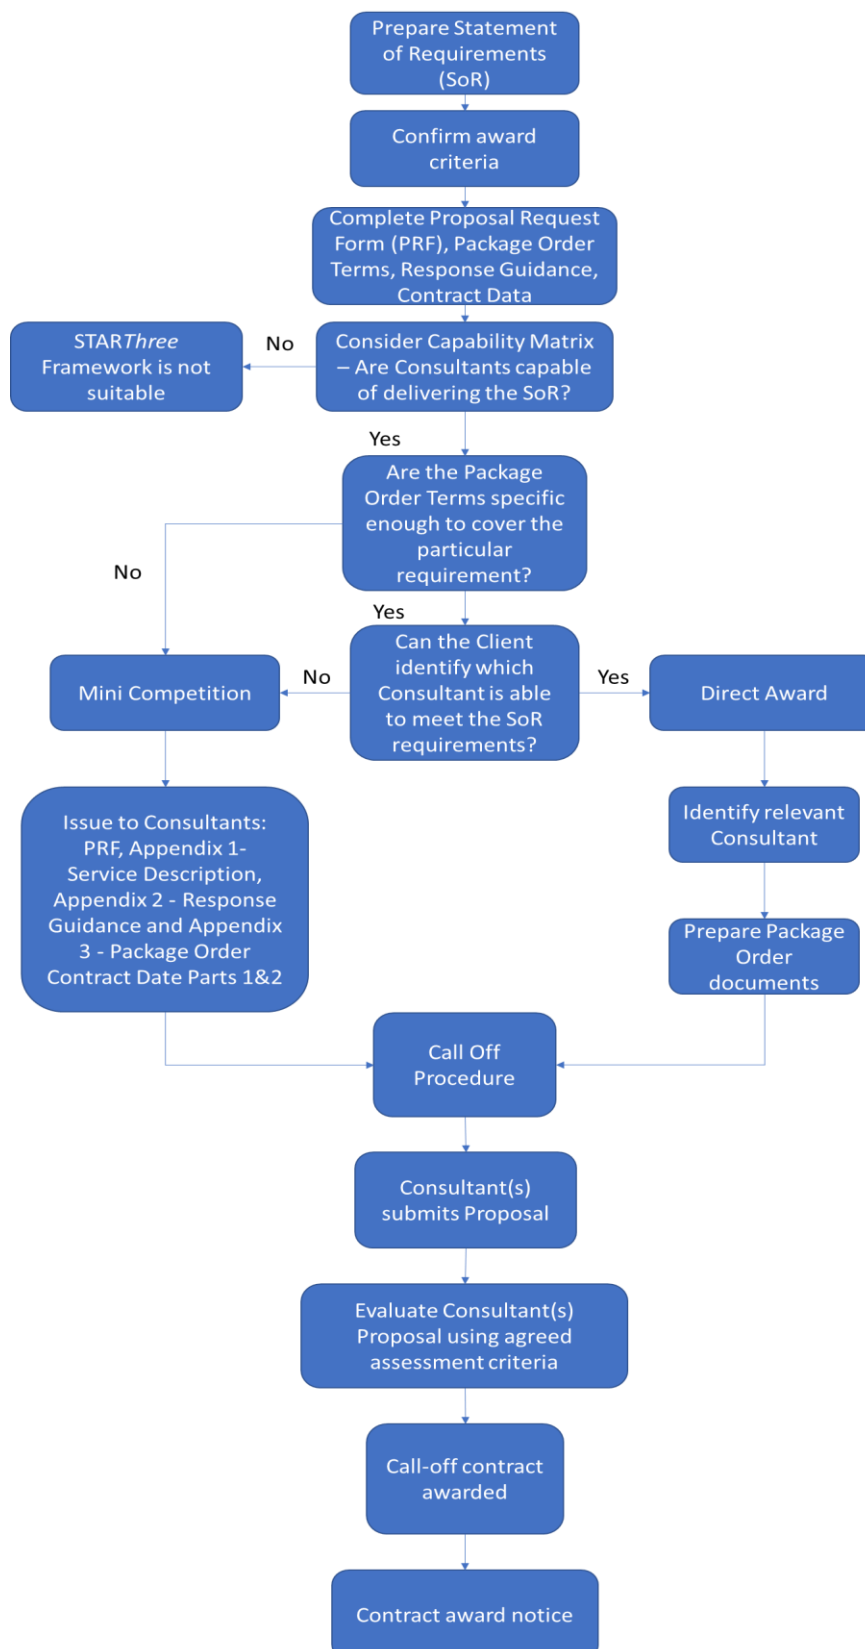 Prepare Statement
of Requirements
(SoR)
Confirm award
criteria
Complete Proposal Request
Form (PRF), Package Order
Terms, Response Guidance,
Contract Data
STARThree
Framework is not
suitable
No
Consider Capability Matrix
– Are Consultants capable
of delivering the SoR?
Yes
Are the Package
Order Terms specific
enough to cover the
particular
requirement?
No
Yes
Mini Competition
No
Can the Client
identify which
Consultant is able
to meet the SoR
requirements?
Yes
Direct Award
Issue to Consultants:
PRF, Appendix 1-
Service Description,
Appendix 2 - Response
Guidance and Appendix
3 - Package Order
Contract Date Parts 1&2
Identify relevant
Consultant
Prepare Package
Order
documents
Call Off
Procedure
Consultant(s)
submits Proposal
Evaluate Consultant(s)
Proposal using agreed
assessment criteria
Call-off contract
awarded
Contract award notice